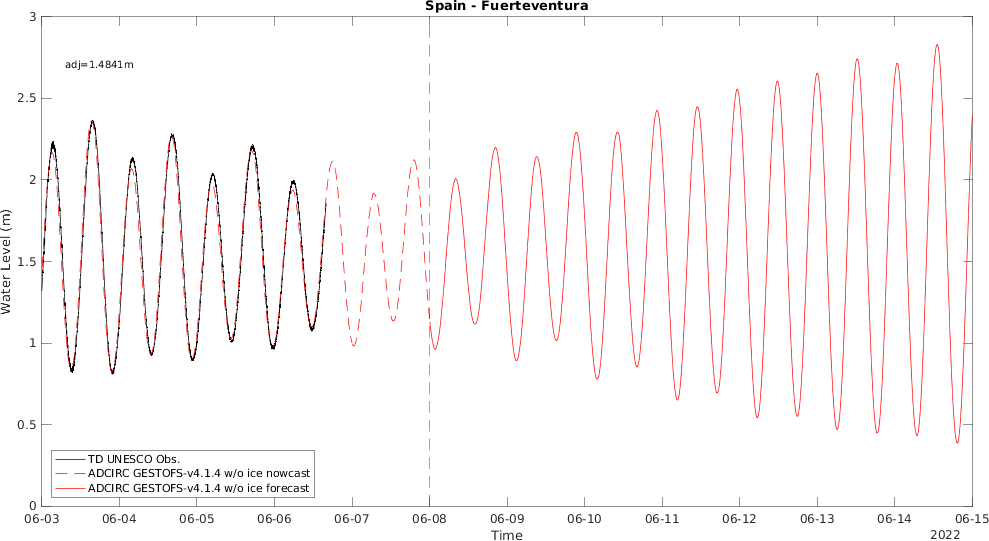 Spain - Fuerteventura
adj=1.4841m
Water Level (m)
3
2.5
2
1.5
1
0.5
0
TD UNESCO Obs.
ADCIRC GESTOFS-v4.1.4 w/o ice nowcast
ADCIRC GESTOFS-v4.1.4 w/o ice forecast
06-03 06-04 06-05 06-06 06-07 06-08 06-09 06-10 06-11 06-12 06-13 06-14 06-15
Time
2022